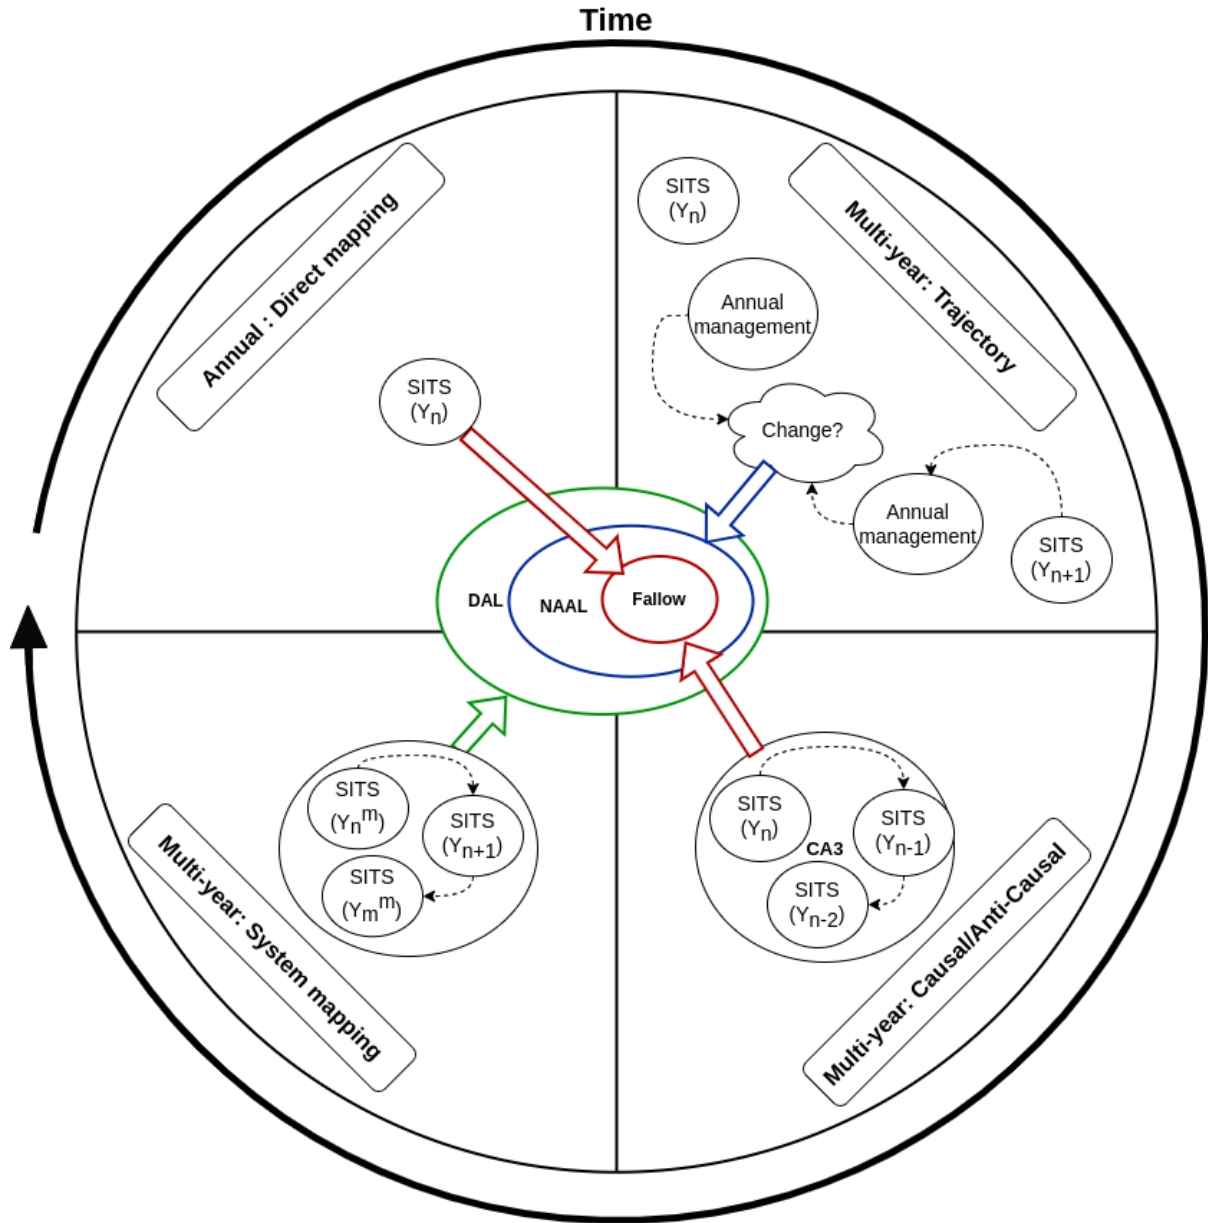 Time
Annual : Direct mapping
SITS
(Yn)
SITS
(Yn)
Annual
management
Multi-year: Trajectory
Change?
Annual
management
SITS
(Yn+1)
DAL
NAAL
Fallow
SITS
(Ynm)
SITS
(Yn+1)
SITS
(Ymm)
Multi-year: System mapping
SITS
(Yn)
CA3
SITS
(Yn-1)
SITS
(Yn-2)
Multi-year: Causal/Anti-Causal